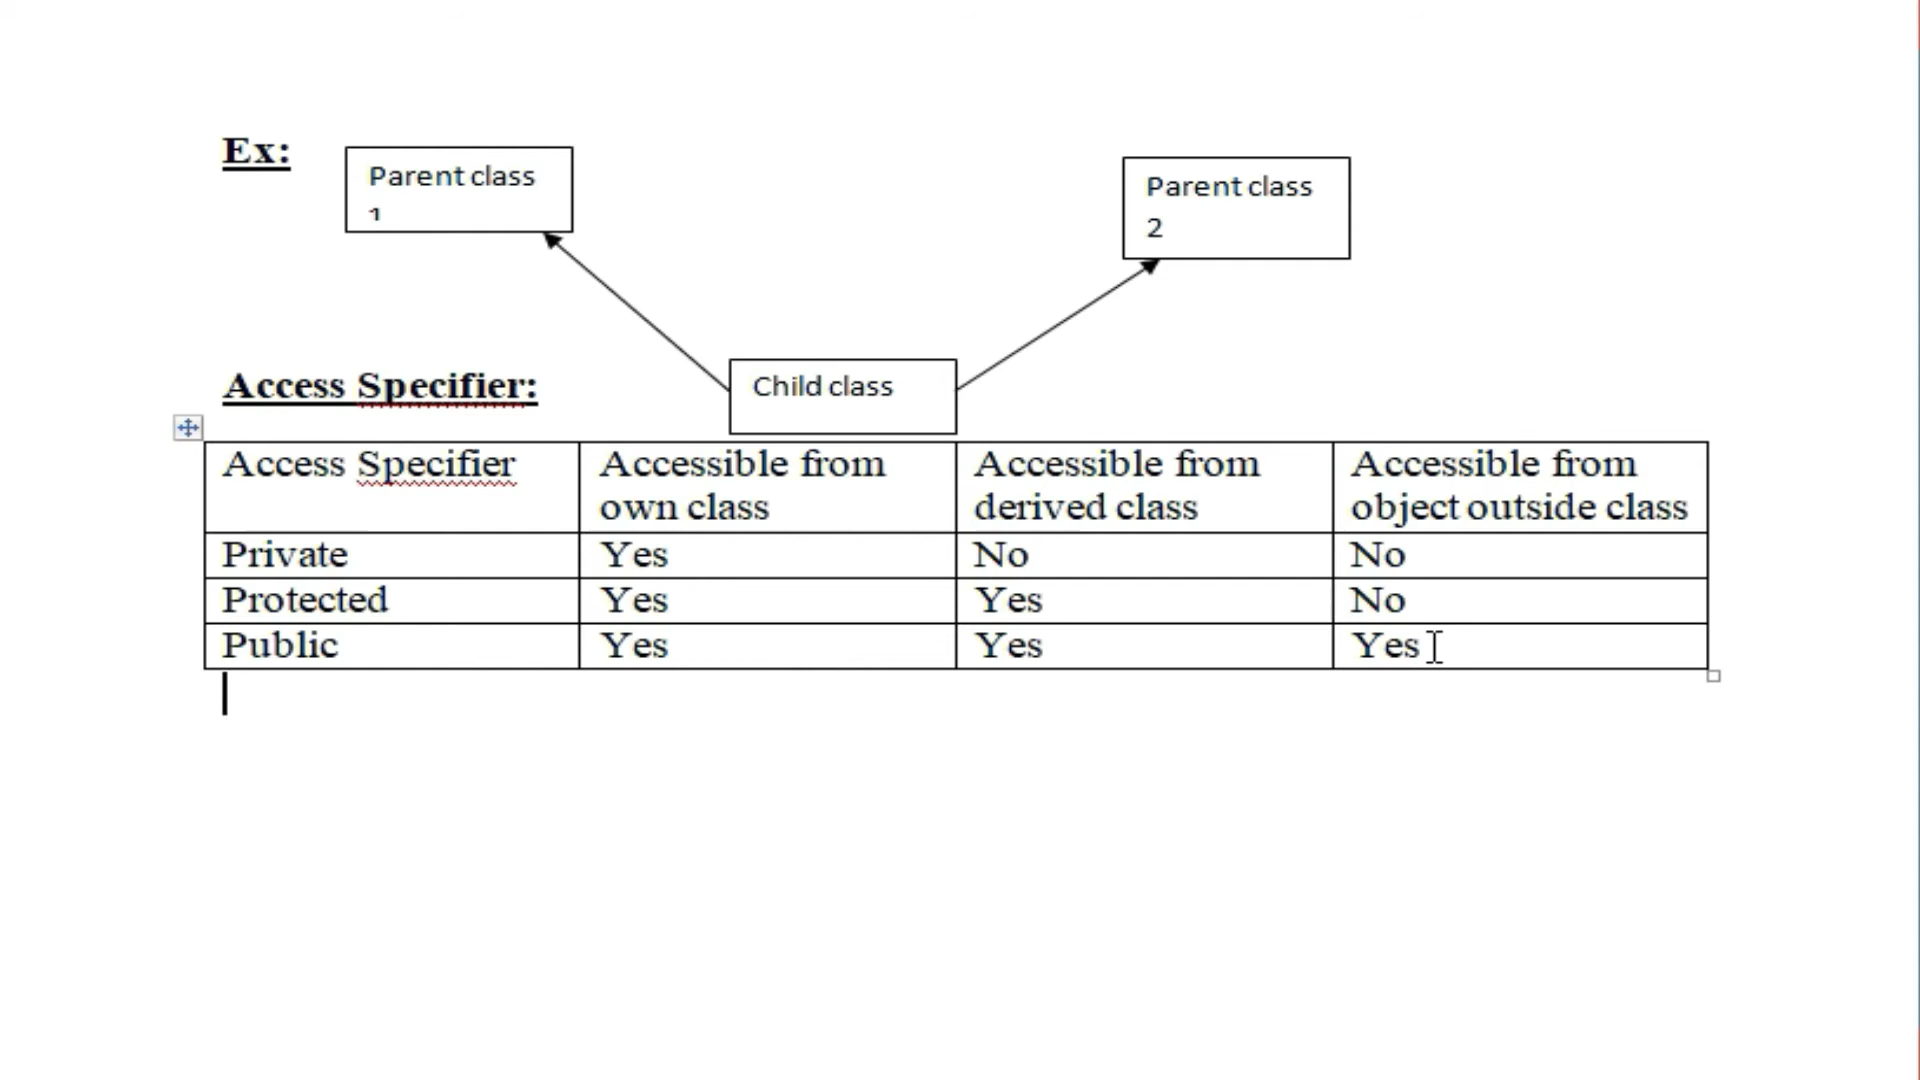 Ex:
Parent class
1
Parent class
2
Child class
Access Specifier:
Access Specifier
Accessible from
own class
Accessible from
derived class
Accessible from
object outside class
Private Yes No No
Protected Yes Yes No
Public Yes Yes Yes